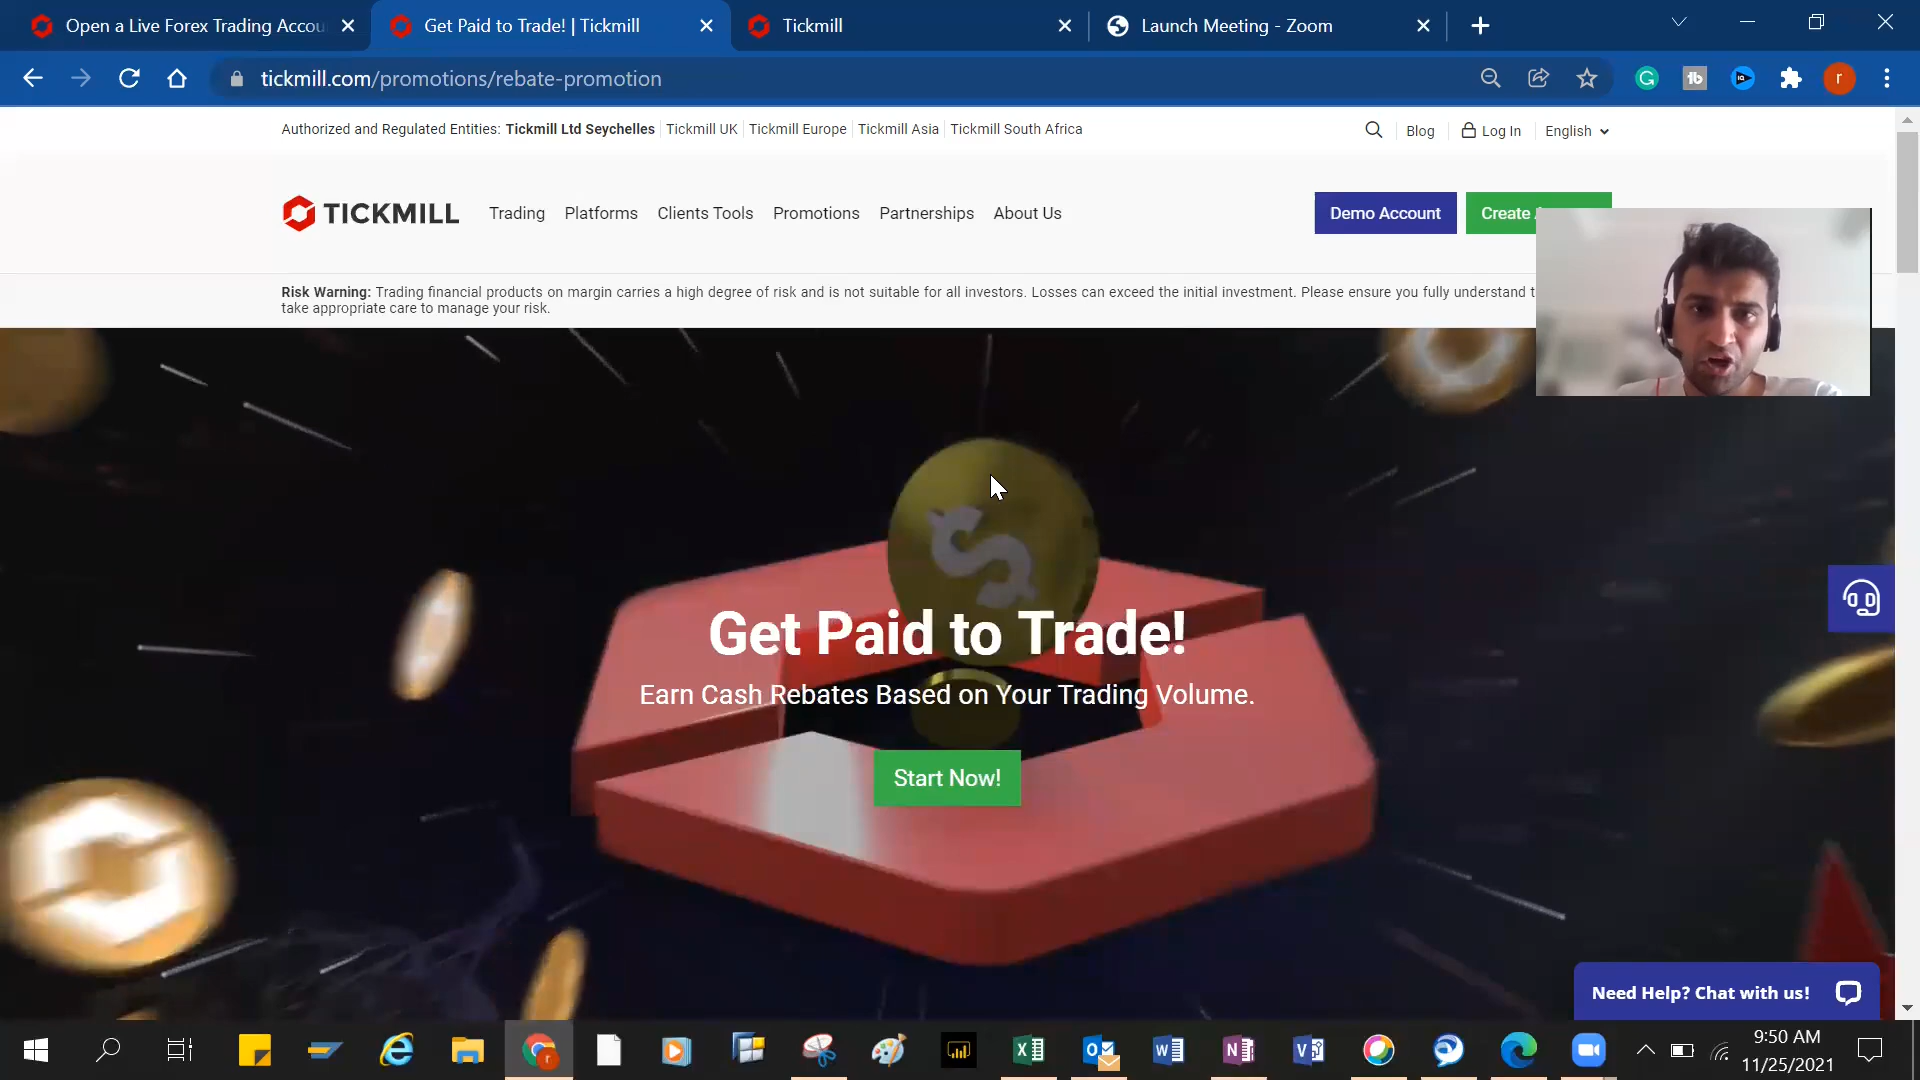 Open a Live Forex Trading Accou
Get Paid to Trade! | Tickmill
Tickmill
Launch Meeting - Zoom
tickmill.com/promotions/rebate-promotion
Authorized and Regulated Entities: Tickmill Ltd Seychelles Tickmill UK Tickmill Europe Tickmill Asia Tickmill South Africa
Blog Log In English
TICKMILL Trading Platforms Clients Tools Promotions Partnerships About Us
Demo Account Create
Risk Warning: Trading financial products on margin carries a high degree of risk and is not suitable for all investors. Losses can exceed the initial investment. Please ensure you fully understand t
take appropriate care to manage your risk.
Get Paid to Trade!
Earn Cash Rebates Based on Your Trading Volume.
Start Now!
Need Help? Chat with us!
9:50 AM
11/25/2021